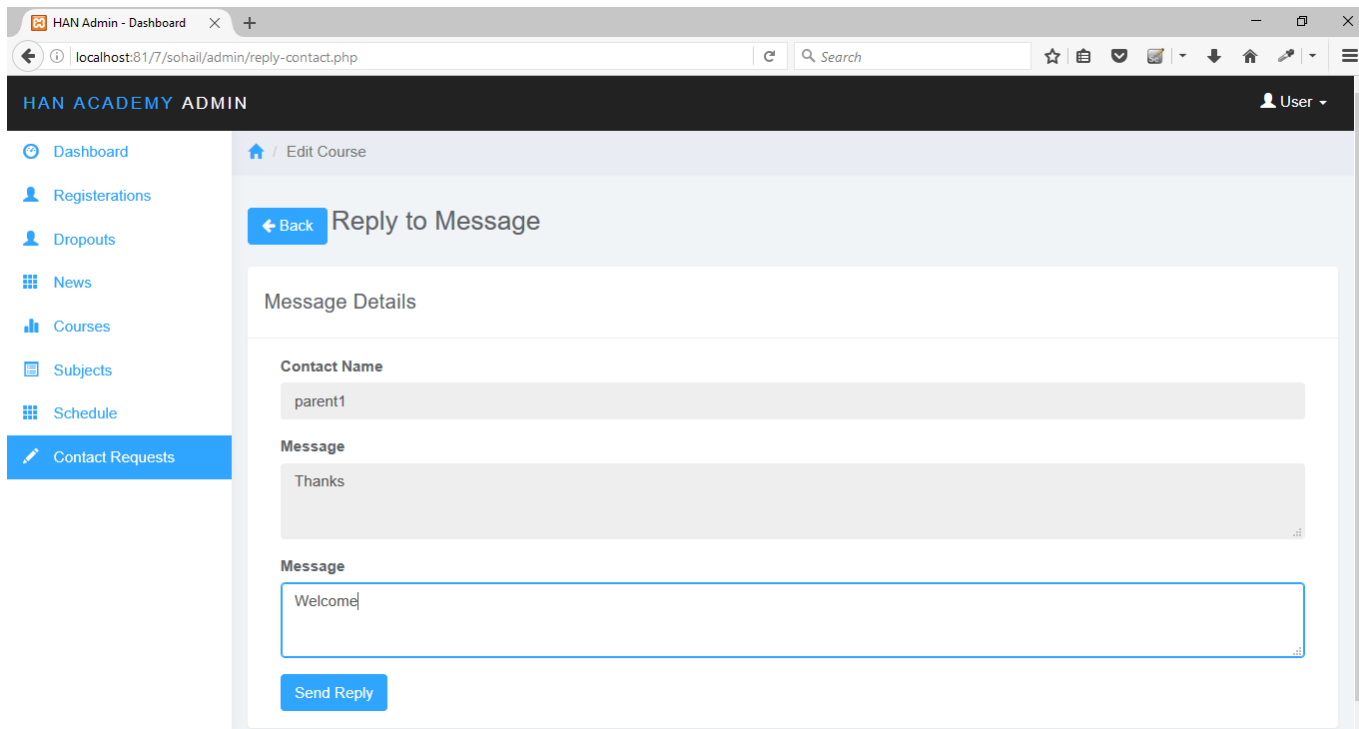 HAN Admin - Dashboard
localhost:81/7/sohail/admin/reply-contact.php
Search
HAN ACADEMY ADMIN
User
Dashboard
/ Edit Course
Registerations
Back Reply to Message
Dropouts
News
Message Details
Courses
Contact Name
Subjects
parent1
Schedule
Message
Contact Requests
Thanks
Message
Welcome
Send Reply